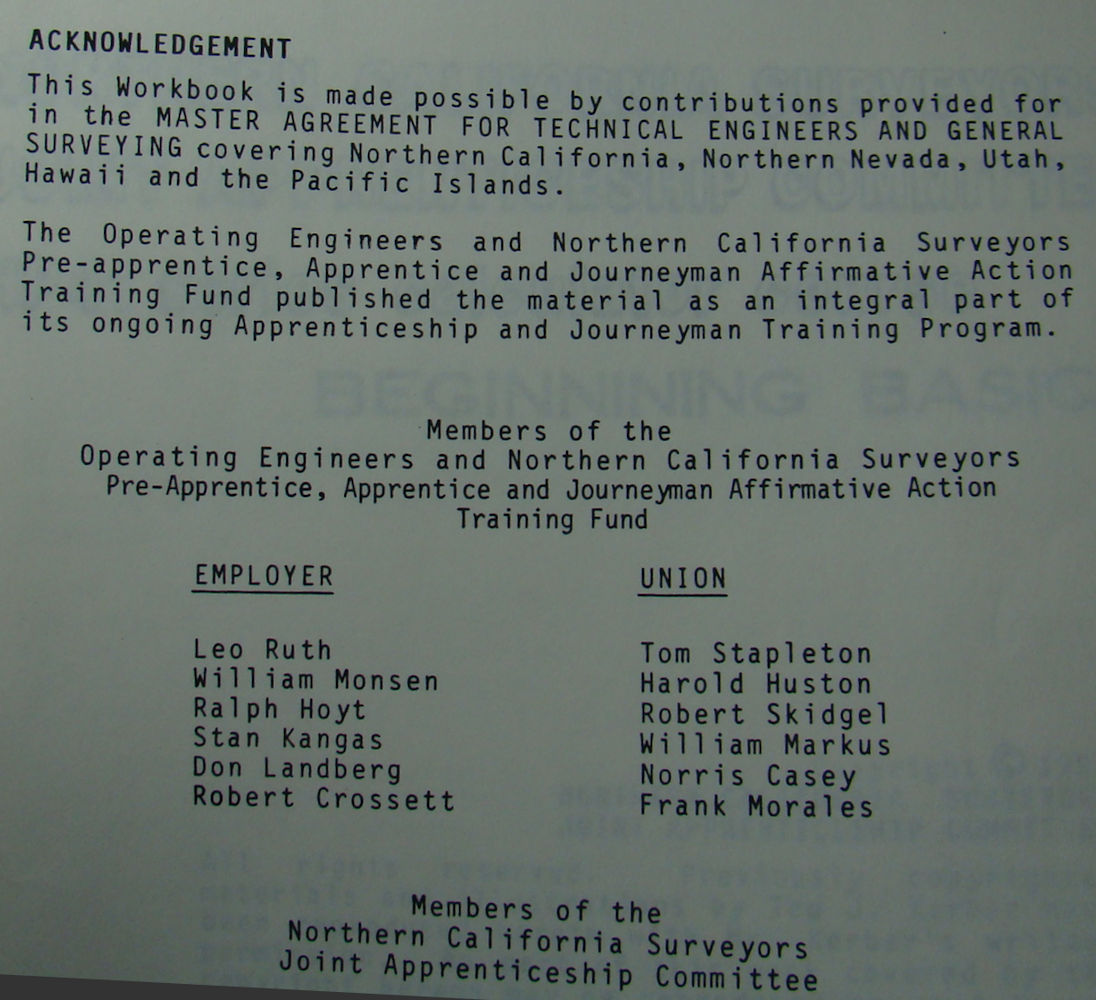 ACKNOWLEDGEMENT
This Workbook is made possible by contributions provided for
in the MASTER AGREEMENT FOR TECHNICAL ENGINEERS AND GENERAL
SURVEYING covering Northern California, Northern Nevada, Utah,
Hawaii and the Pacific Islands.
The Operating Engineers and Northern California Surveyors
Pre-apprentice, Apprentice and Journeyman Affirmative Action
Training Fund published the material as an integral part of
its ongoing Apprenticeship and Journeyman Training Program.
BEGINNINING BASIC
Members of the
Operating Engineers and Northern California Surveyors
Pre-Apprentice, Apprentice and Journeyman Affirmative Action
Training Fund
EMPLOYER
Leo Ruth
William Monsen
Ralph Hoyt
Stan Kangas
Don Landberg
Robert Crossett
UNION
Tom Stapleton
Harold Huston
Robert Skidgel
William Markus
Norris Casey
Frank Morales
All rights reserved. Previously
Members of the
Northern California Surveyors
Joint Apprenticeship Committee